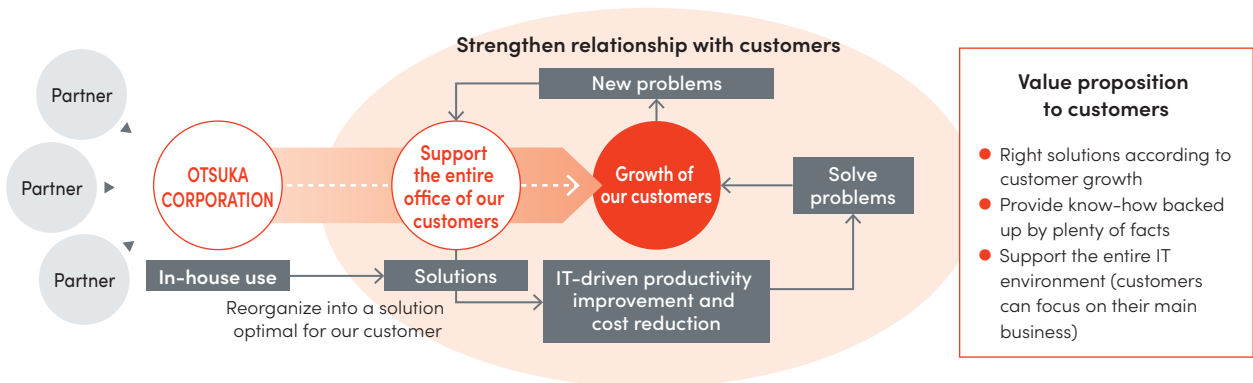 Partner
Partner
Partner
OTSUKA
CORPORATION
In-house use
Reorganize into a solution
optimal for our customer
Strengthen relationship with customers
New problems
Support
the entire
office of our
customers
Growth of
our customers
Solve
problems
Solutions
IT-driven productivity
improvement and
cost reduction
Value proposition
to customers
Right solutions according to
customer growth
Provide know-how backed
up by plenty of facts
Support the entire IT
environment (customers
can focus on their main
business)